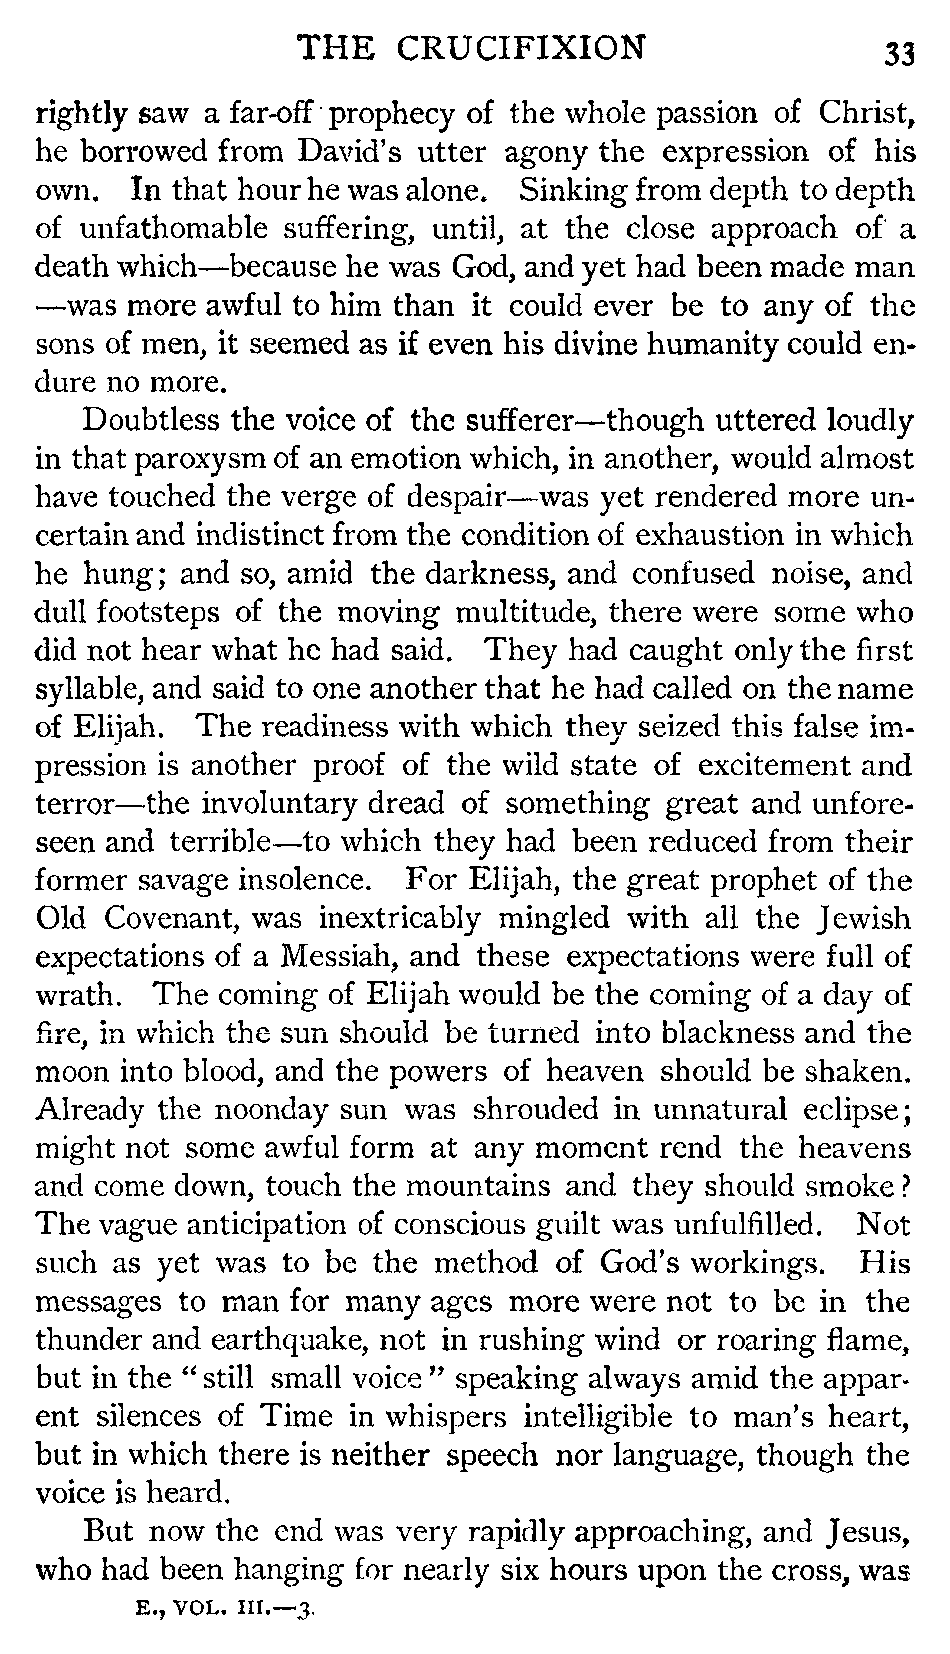 THE CRUCIFIXION 33
rightly saw a far-off prophecy of the whole passion of Christ,
he borrowed from David's utter agony the expression of his
own. In that hour he was alone. Sinking from depth to depth
of unfathomable suffering, until, at the close approach of a
death which—because he was God, and yet had been made man
—was more awful to him than it could ever be to any of the
sons of men, it seemed as if even his divine humanity could en-
dure no more.
Doubtless the voice of the sufferer—though uttered loudly
in that paroxysm of an emotion which, in another, would almost
have touched the verge of despair—was yet rendered more un-
certain and indistinct from the condition of exhaustion in which
he hung; and so, amid the darkness, and confused noise, and
dull footsteps of the moving multitude, there were some who
did not hear what he had said. They had caught only the first
syllable, and said to one another that he had called on the name
of Elijah. The readiness with which they seized this false im-
pression is another proof of the wild state of excitement and
terror—the involuntary dread of something great and unfore-
seen and terrible—to which they had been reduced from their
former savage insolence. For Elijah, the great prophet of the
Old Covenant, was inextricably mingled with all the Jewish
expectations of a Messiah, and these expectations were full of
wrath. The coming of Elijah would be the coming of a day of
fire, in which the sun should be turned into blackness and the
moon into blood, and the powers of heaven should be shaken.
Already the noonday sun was shrouded in unnatural eclipse;
might not some awful form at any moment rend the heavens
and come down, touch the mountains and they should smoke?
The vague anticipation of conscious guilt was unfulfilled. Not
such as yet was to be the method of God's workings. His
messages to man for many ages more were not to be in the
thunder and earthquake, not in rushing wind or roaring flame,
but in the "still small voice" speaking always amid the appar-
ent silences of Time in whispers intelligible to man's heart,
but in which there is neither speech nor language, though the
voice is heard.
But now the end was very rapidly approaching, and Jesus,
who had been hanging for nearly six hours upon the cross, was
E., VOL. III.—3.